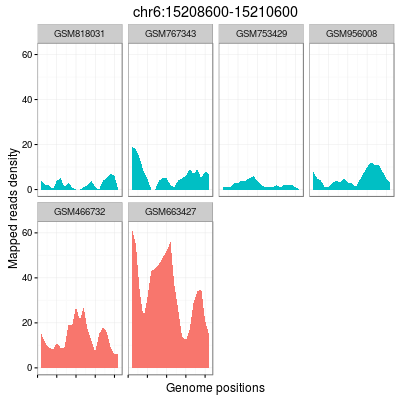 chr6:15208600-15210600
GSM818031 GSM767343 GSM753429 GSM956008
60
40
20
0
Mapped reads density
GSM466732 GSM663427
60
40
20
0
Genome positions